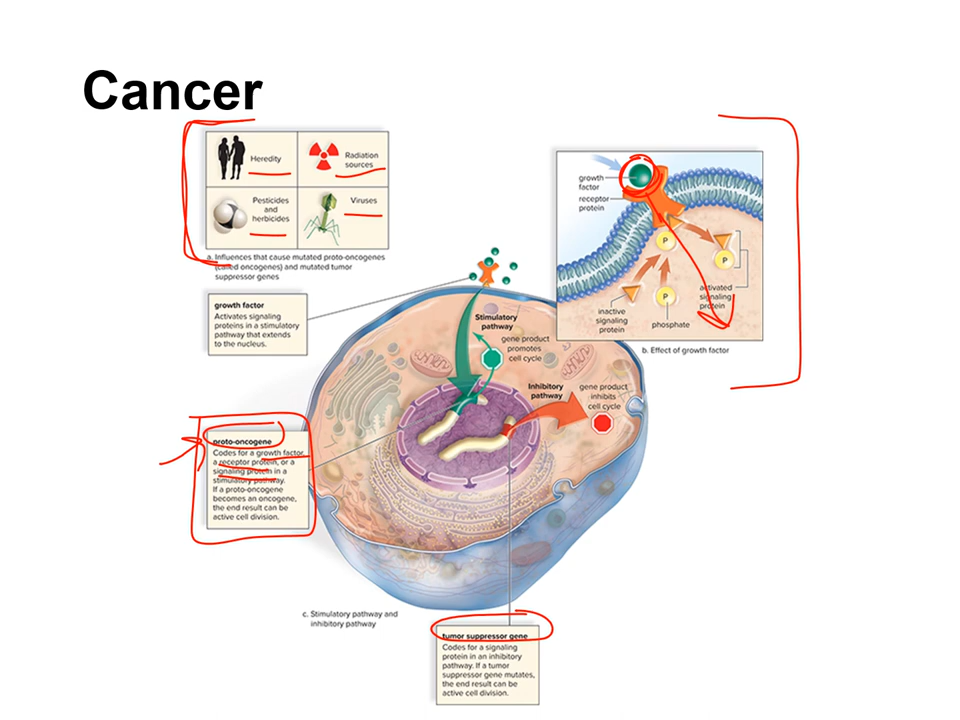 Cancer
Heredity
Radiation
sources
Pesticides
and
herbicides
Viruses
a. Influences that cause mutated proto-oncogenes
(called oncogenes) and mutated tumor
suppressor genes
growth factor
Activates signaling
proteins in a stimulatory
pathway that extends
to the nucleus.
proto-oncogene
Codes for a growth factor,
a receptor protein, or a
signaling protein in a
stimulatory pathway.
If a proto-oncogene
becomes an oncogene,
the end result can be
active cell division.
Stimulatory
pathway
gene product
promotes
cell cycle
Inhibitory
pathway
gene product
inhibits
cell cycle
c. Stimulatory pathway and
inhibitory pathway
tumor suppressor gene
Codes for a signaling
protein in an inhibitory
pathway. If a tumor
suppressor gene mutates,
the end result can be
active cell division.
growth
factor
receptor
protein
P
P
P
inactive
signaling
protein
phosphate
activated
signaling
protein
b. Effect of growth factor